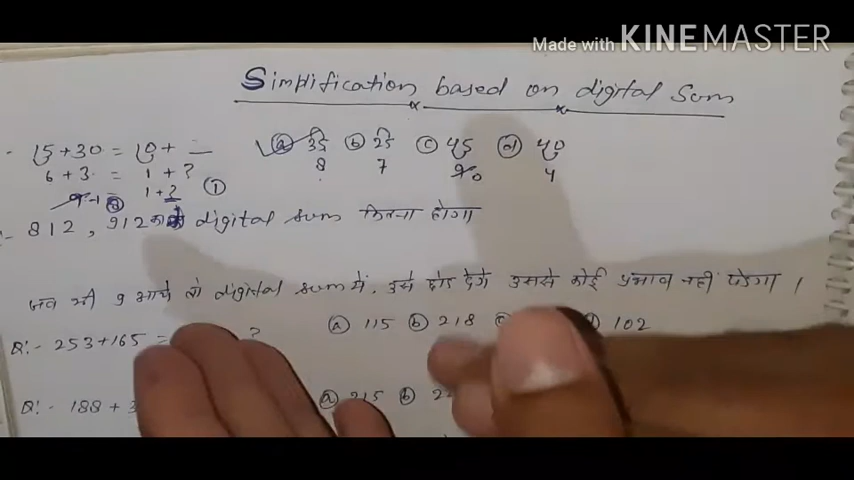 Made with KINEMASTER
Simplification based on digital sum
15+30 = 10+ __ ⓐ 35 ⓑ 25 ⓒ 45 ⓓ 40
6 + 3 = 1 + ? 8 7 4
= 1+? ①
812, 912 का digital sum कितना होगा
जब भी 9 आये तो digital sum में, उसे छोड़ देंगे उससे कोई प्रभाव नहीं पड़ेगा ।
Q:- 253+165 = ? ⓐ 115 ⓑ 218 102
Q:- 188 + ⓐ 215 ⓑ